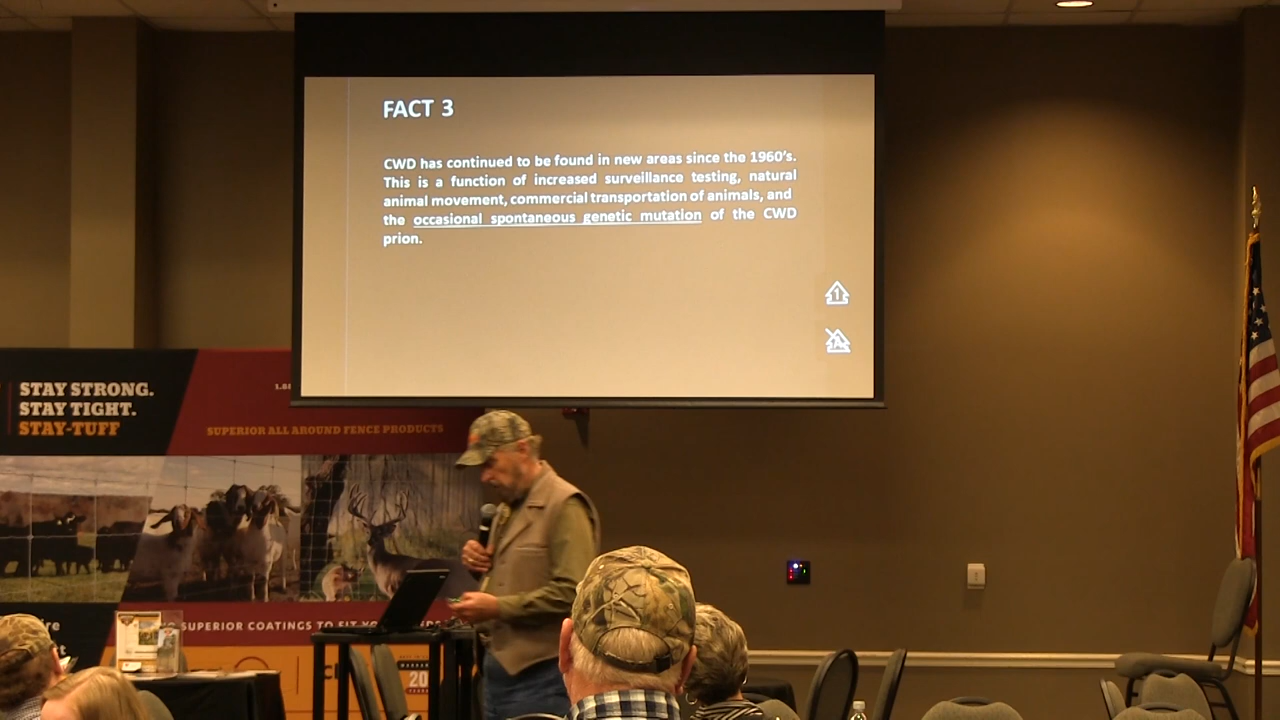 FACT 3
CWD has continued to be found in new areas since the 1960's.
This is a function of increased surveillance testing, natural
animal movement, commercial transportation of animals, and
the occasional spontaneous genetic mutation of the CWD
prion.
1
STAY STRONG.
STAY TIGHT.
STAY-TUFF
SUPERIOR ALL AROUND FENCE PRODUCTS
SUPERIOR COATINGS TO FIT
20